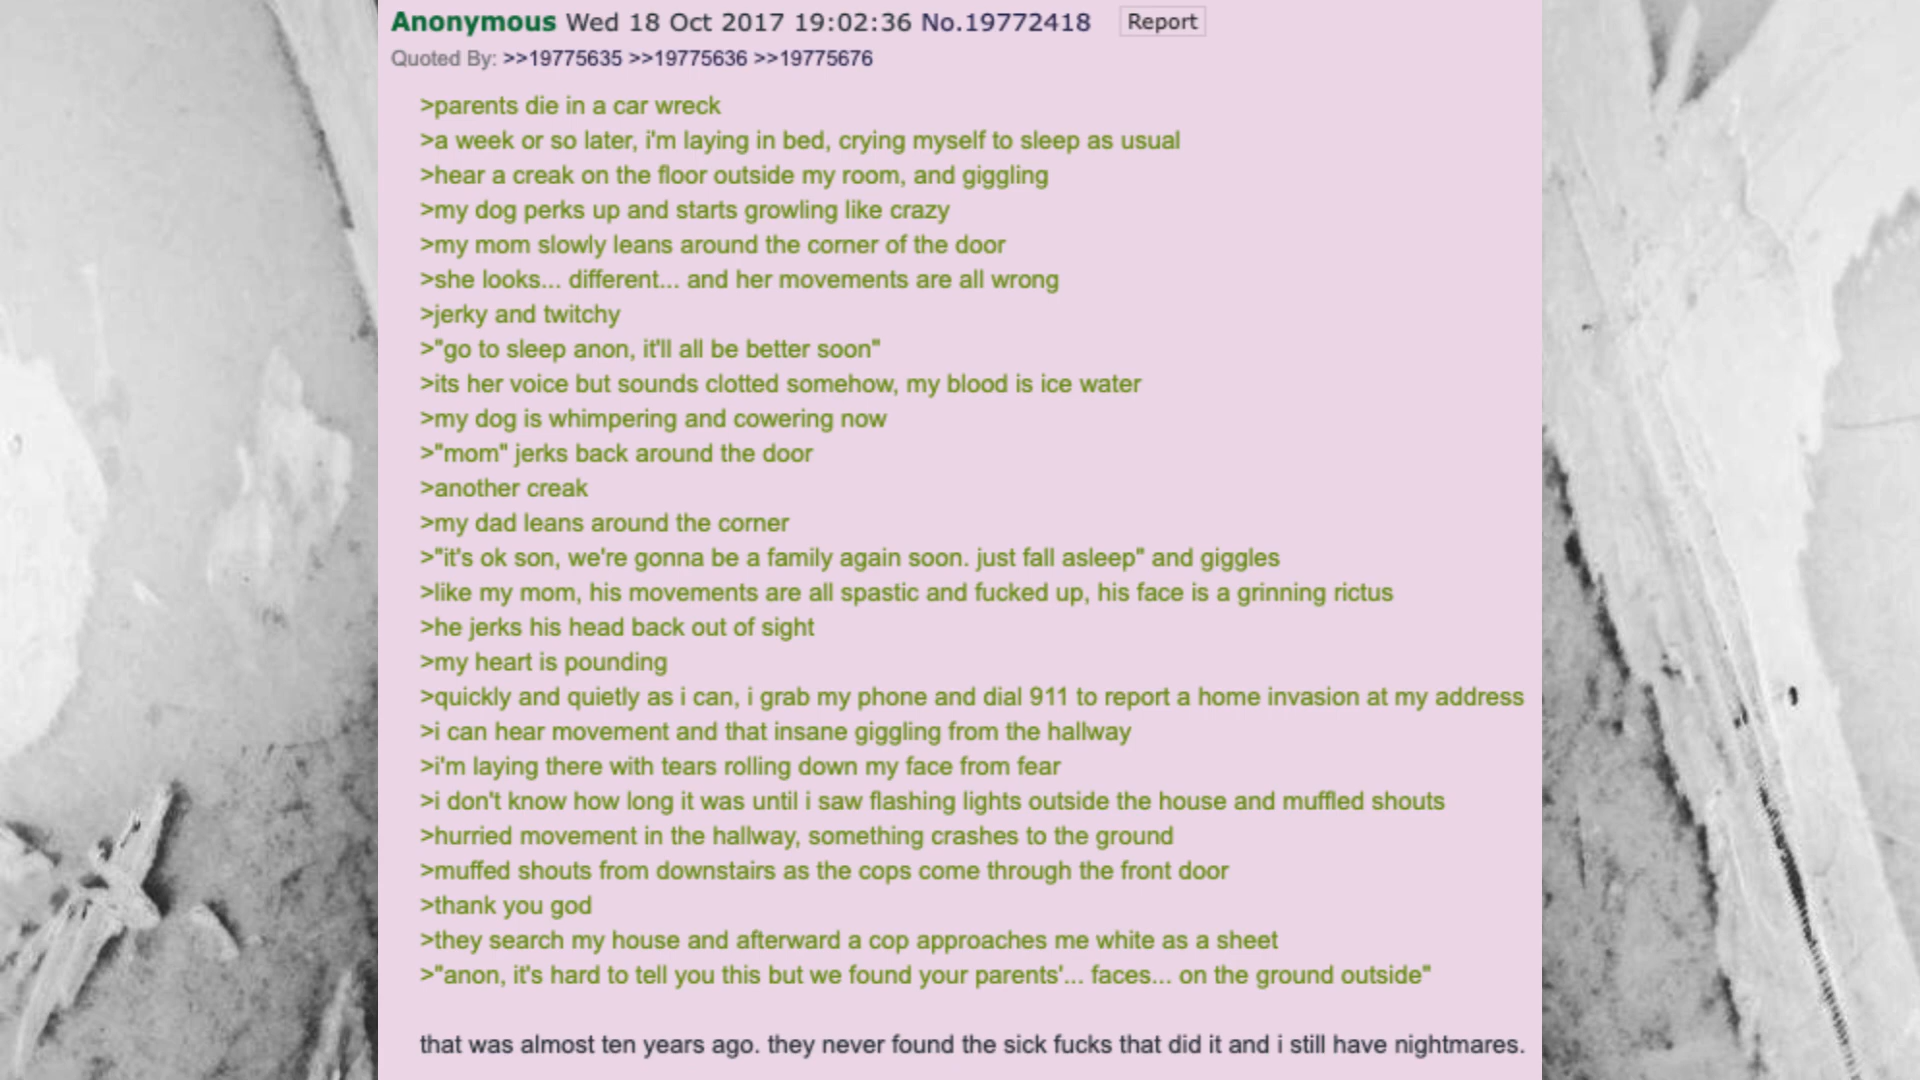 Anonymous Wed 18 Oct 2017 19:02:36 No.19772418 Report
Quoted By: >>19775635 >>19775636 >>19775676
>parents die in a car wreck
>a week or so later, i'm laying in bed, crying myself to sleep as usual
>hear a creak on the floor outside my room, and giggling
>my dog perks up and starts growling like crazy
>my mom slowly leans around the corner of the door
>she looks... different... and her movements are all wrong
>jerky and twitchy
>"go to sleep anon, it'll all be better soon"
>its her voice but sounds clotted somehow, my blood is ice water
>my dog is whimpering and cowering now
>"mom" jerks back around the door
>another creak
>my dad leans around the corner
>"it's ok son, we're gonna be a family again soon. just fall asleep" and giggles
>like my mom, his movements are all spastic and fucked up, his face is a grinning rictus
>he jerks his head back out of sight
>my heart is pounding
>quickly and quietly as i can, i grab my phone and dial 911 to report a home invasion at my address
>i can hear movement and that insane giggling from the hallway
>i'm laying there with tears rolling down my face from fear
>i don't know how long it was until i saw flashing lights outside the house and muffled shouts
>hurried movement in the hallway, something crashes to the ground
>muffed shouts from downstairs as the cops come through the front door
>thank you god
>they search my house and afterward a cop approaches me white as a sheet
>"anon, it's hard to tell you this but we found your parents'... faces... on the ground outside"
that was almost ten years ago. they never found the sick fucks that did it and i still have nightmares.